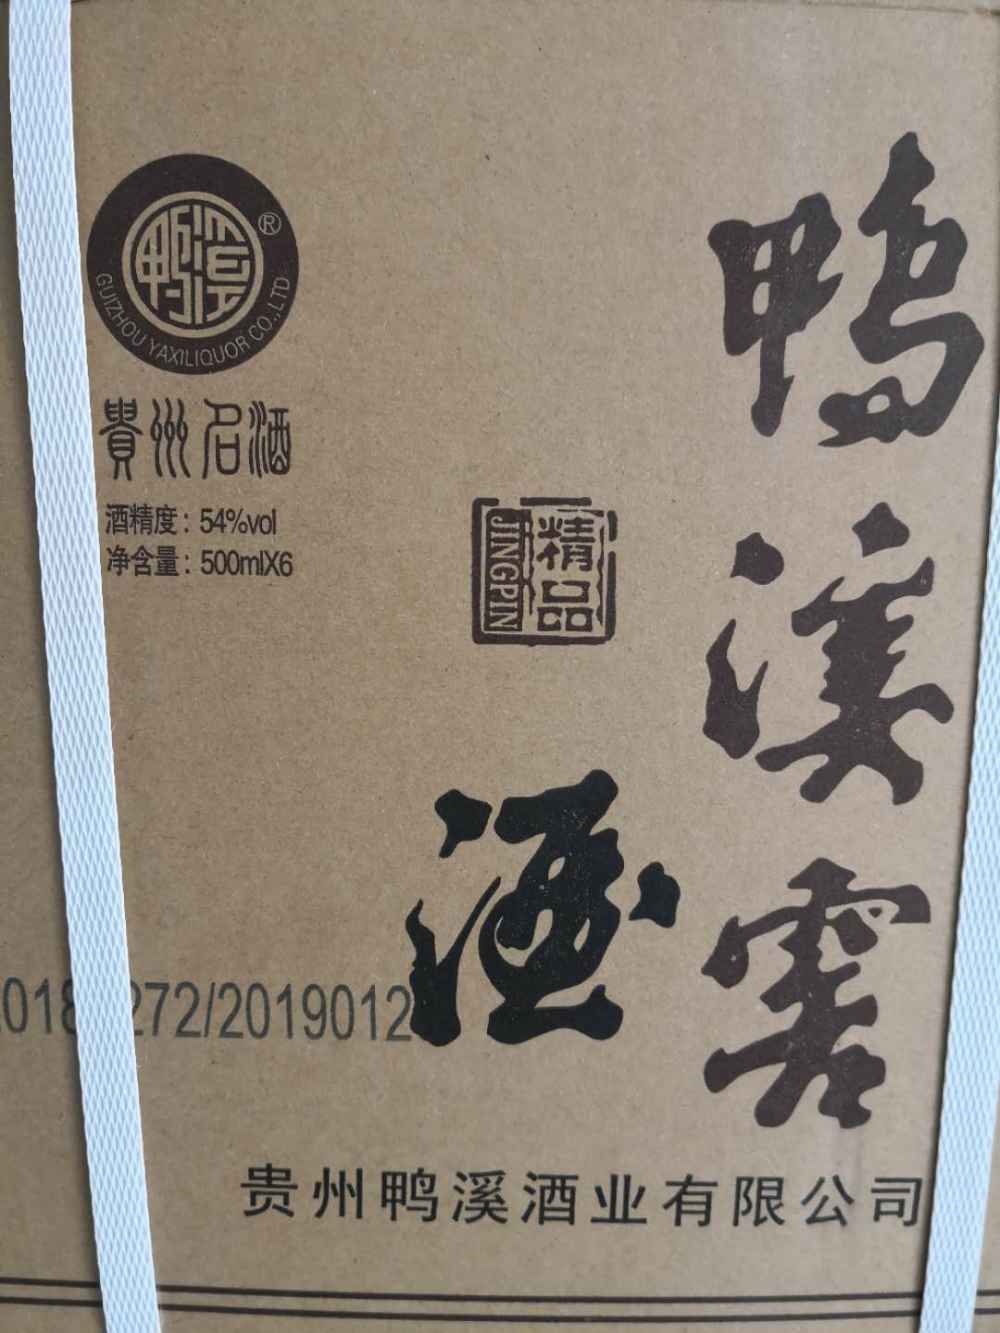 鸭溪
®
GUIZHOU YAXILIQUOR CO.,LTD
貴州名酒
酒精度：54%vol
净含量：500mlX6
鸭溪窖
精品
JINGPIN
酒
018 272/2019012
贵州鸭溪酒业有限公司